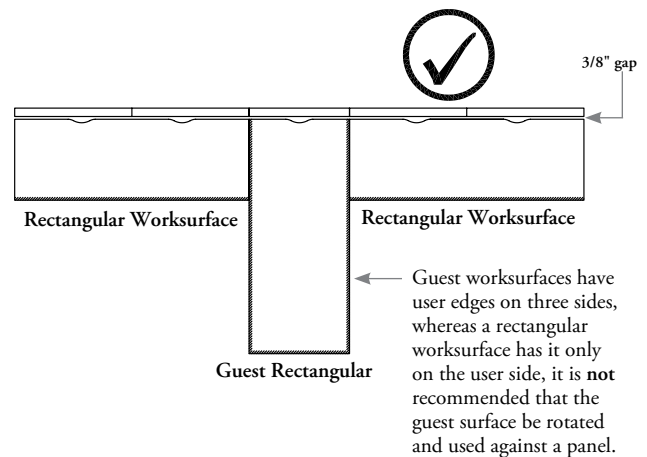 3/8" gap
Rectangular Worksurface
Rectangular Worksurface
Guest worksurfaces have
user edges on three sides,
whereas a rectangular
worksurface has it only
on the user side, it is not
recommended that the
guest surface be rotated
and used against a panel.
Guest Rectangular